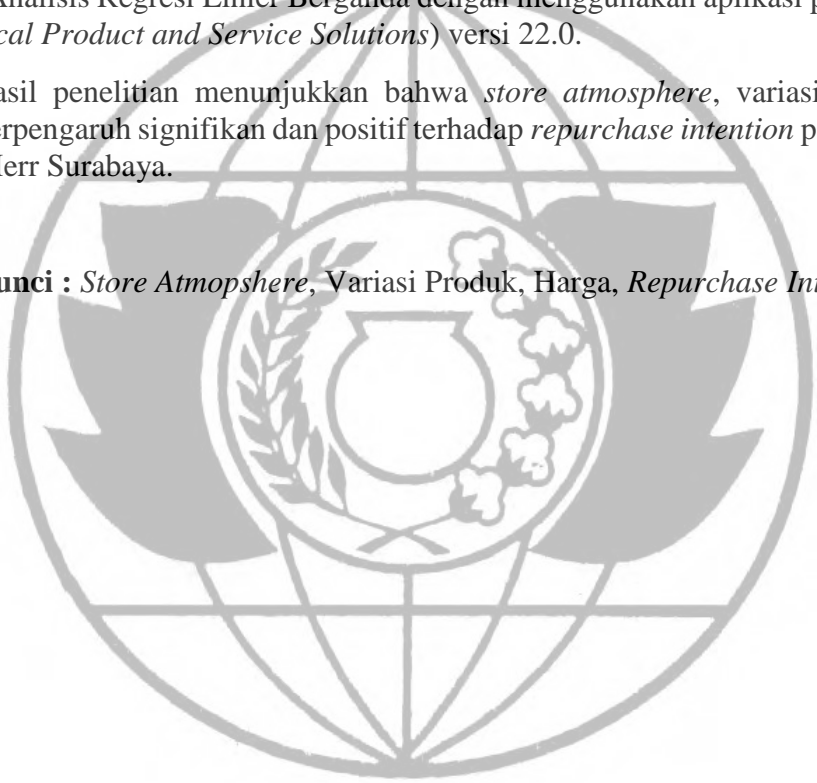 Analisis Regresi Linier Berganda dengan menggunakan aplikasi p
cal Product and Service Solutions) versi 22.0.
asil penelitian menunjukkan bahwa store atmosphere, variasi
erpengaruh signifikan dan positif terhadap repurchase intention p
Merr Surabaya.
unci : Store Atmopshere, Variasi Produk, Harga, Repurchase Int